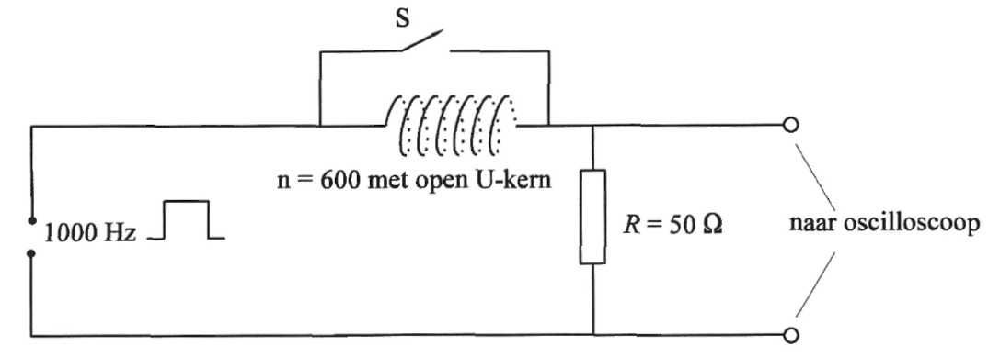 S
n = 600 met open U-kern
1000 Hz
R = 50 Ω
naar oscilloscoop